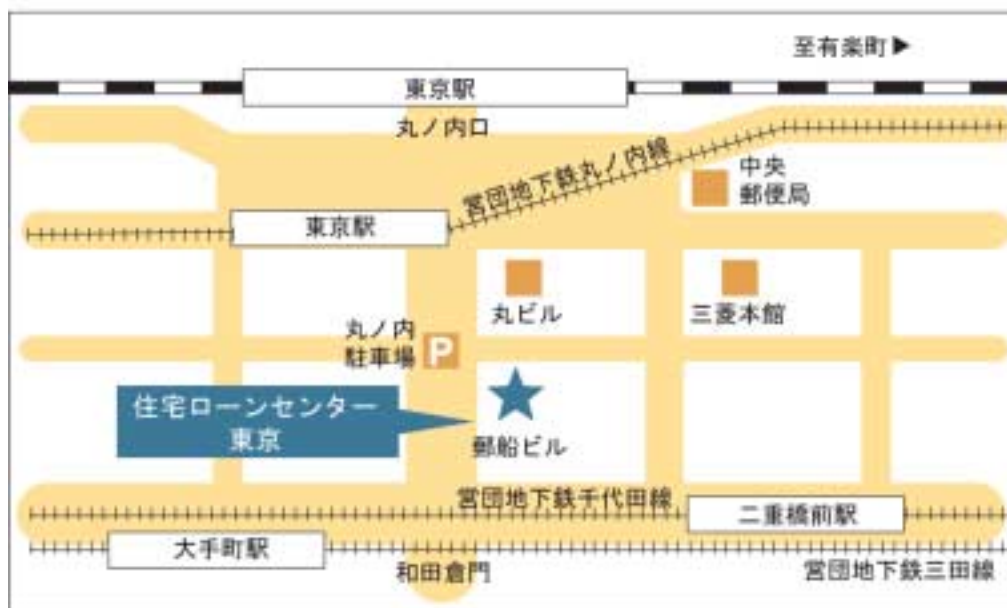 至有楽町▶
東京駅
丸ノ内口
営団地下鉄丸ノ内線
中央
郵便局
東京駅
丸ビル
三菱本館
丸ノ内
駐車場
P
住宅ローンセンター
東京
郵船ビル
営団地下鉄千代田線
二重橋前駅
大手町駅
和田倉門
営団地下鉄三田線